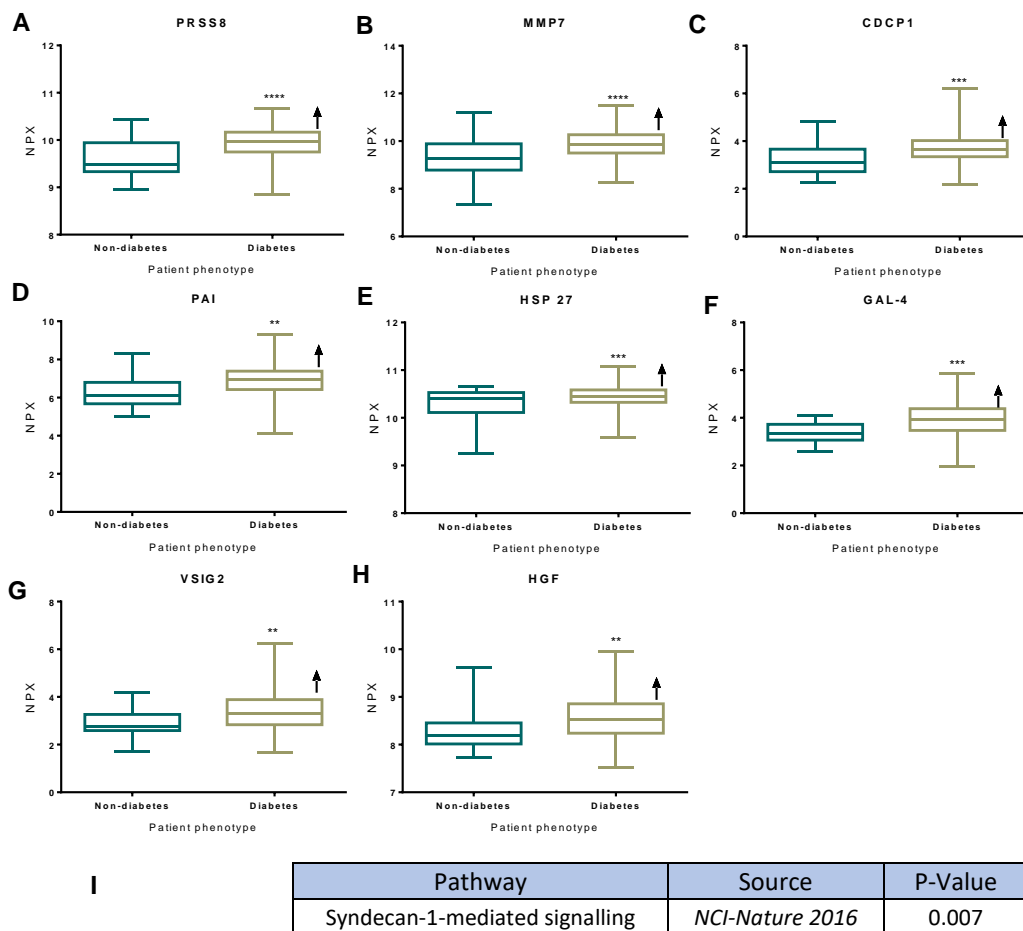 A
PRSS8
12
11
10
9
8
NPX
****
Non-diabetes
Diabetes
Patient phenotype
B
MMP7
14
12
10
8
6
NPX
****
Non-diabetes
Diabetes
Patient phenotype
C
CDCP1
8
6
4
2
0
NPX
***
Non-diabetes
Diabetes
Patient phenotype
D
PAI
10
8
6
4
2
0
NPX
**
Non-diabetes
Diabetes
Patient phenotype
E
HSP 27
12
11
10
9
8
NPX
***
Non-diabetes
Diabetes
Patient phenotype
F
GAL-4
8
6
4
2
0
NPX
***
Non-diabetes
Diabetes
Patient phenotype
G
VSIG2
8
6
4
2
0
NPX
**
Non-diabetes
Diabetes
Patient phenotype
H
HGF
11
10
9
8
7
NPX
**
Non-diabetes
Diabetes
Patient phenotype
I
Pathway Source P-Value
Syndecan-1-mediated signalling NCI-Nature 2016 0.007